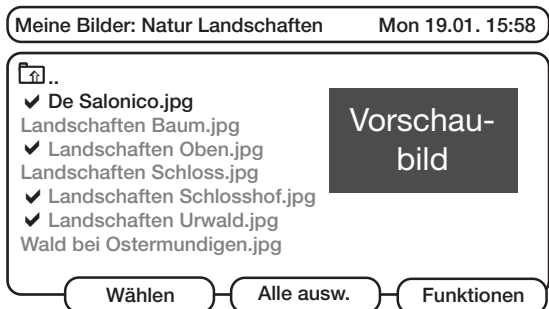 Meine Bilder: Natur Landschaften Mon 19.01. 15:58
..
✔ De Salonico.jpg
Landschaften Baum.jpg
✔ Landschaften Oben.jpg
Landschaften Schloss.jpg
✔ Landschaften Schlosshof.jpg
✔ Landschaften Urwald.jpg
Wald bei Ostermundigen.jpg
Vorschau-
bild
Wählen Alle ausw. Funktionen